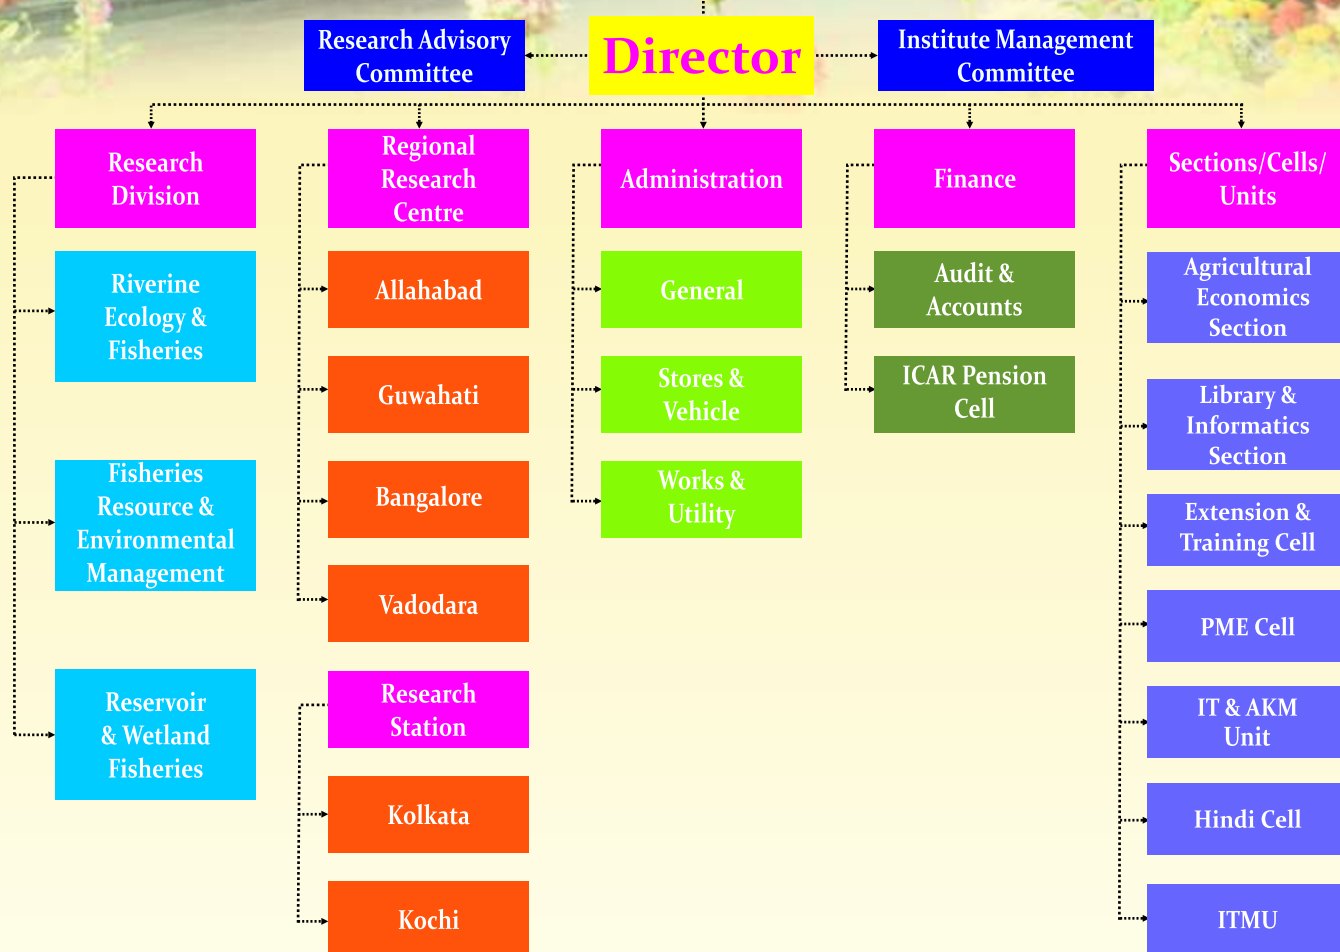 Research Advisory
Committee
Director
Institute Management
Committee
Research
Division
Riverine
Ecology &
Fisheries
Fisheries
Resource &
Environmental
Management
Reservoir
& Wetland
Fisheries
Regional
Research
Centre
Allahabad
Guwahati
Bangalore
Vadodara
Research
Station
Kolkata
Kochi
Administration
General
Stores &
Vehicle
Works &
Utility
Finance
Audit &
Accounts
ICAR Pension
Cell
Sections/Cells/
Units
Agricultural
Economics
Section
Library &
Informatics
Section
Extension &
Training Cell
PME Cell
IT & AKM
Unit
Hindi Cell
ITMU